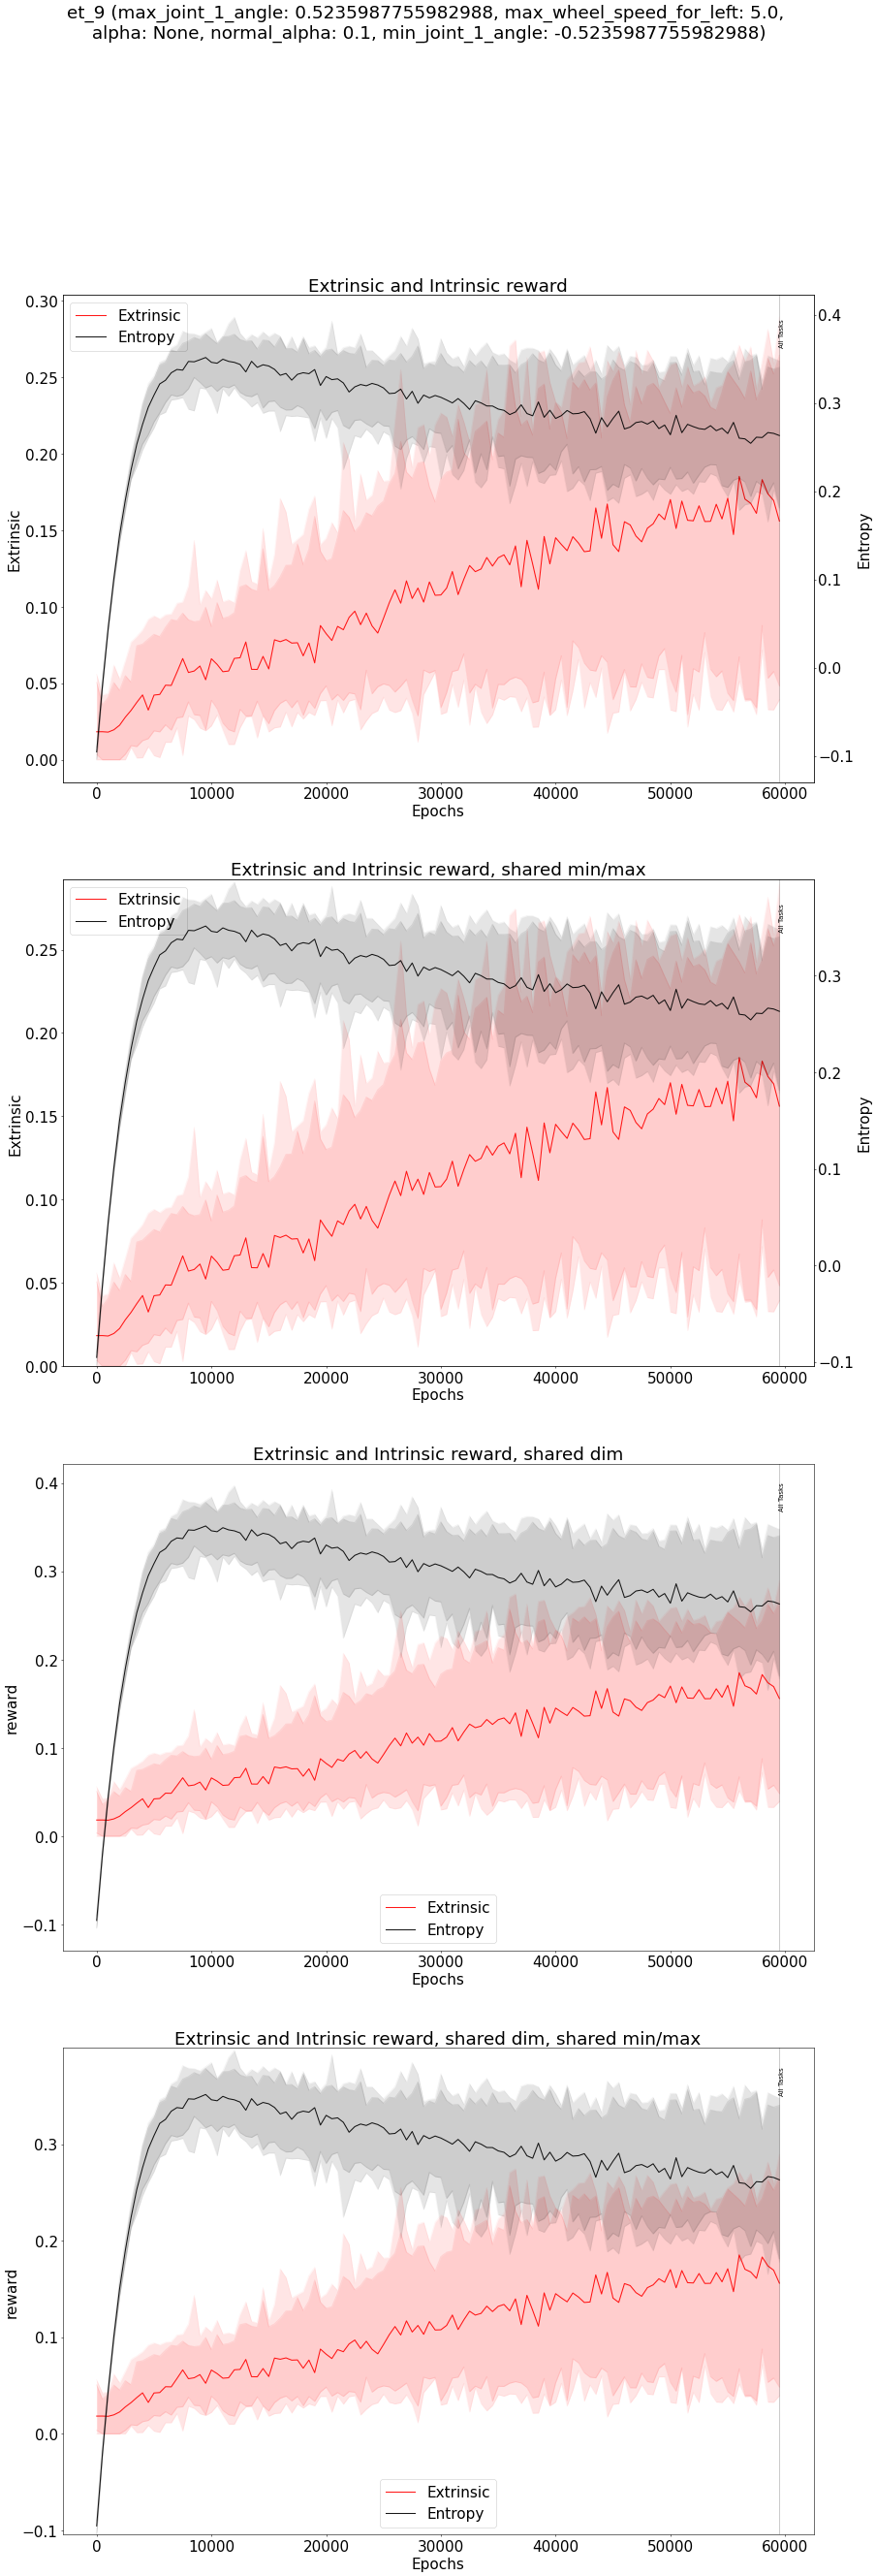 et_9 (max_joint_1_angle: 0.5235987755982988, max_wheel_speed_for_left: 5.0,
alpha: None, normal_alpha: 0.1, min_joint_1_angle: -0.5235987755982988)
Extrinsic and Intrinsic reward
Extrinsic
Entropy
All Tasks
0.30
0.25
0.20
0.15
0.10
0.05
0.00
Extrinsic
0.4
0.3
0.2
0.1
0.0
−0.1
Entropy
0 10000 20000 30000 40000 50000 60000
Epochs
Extrinsic and Intrinsic reward, shared min/max
Extrinsic
Entropy
All Tasks
0.25
0.20
0.15
0.10
0.05
0.00
Extrinsic
0.3
0.2
0.1
0.0
−0.1
Entropy
0 10000 20000 30000 40000 50000 60000
Epochs
Extrinsic and Intrinsic reward, shared dim
All Tasks
0.4
0.3
0.2
0.1
0.0
−0.1
reward
Extrinsic
Entropy
0 10000 20000 30000 40000 50000 60000
Epochs
Extrinsic and Intrinsic reward, shared dim, shared min/max
All Tasks
0.3
0.2
0.1
0.0
−0.1
reward
Extrinsic
Entropy
0 10000 20000 30000 40000 50000 60000
Epochs